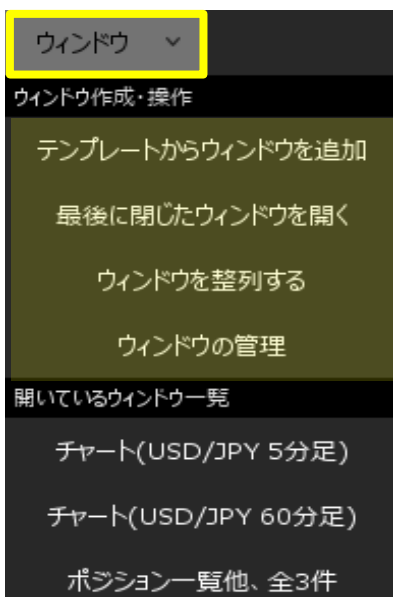 ウィンドウ
ウィンドウ作成・操作
テンプレートからウィンドウを追加
最後に閉じたウィンドウを開く
ウィンドウを整列する
ウィンドウの管理
開いているウィンドウ一覧
チャート(USD/JPY 5分足)
チャート(USD/JPY 60分足)
ポジション一覧他、全3件